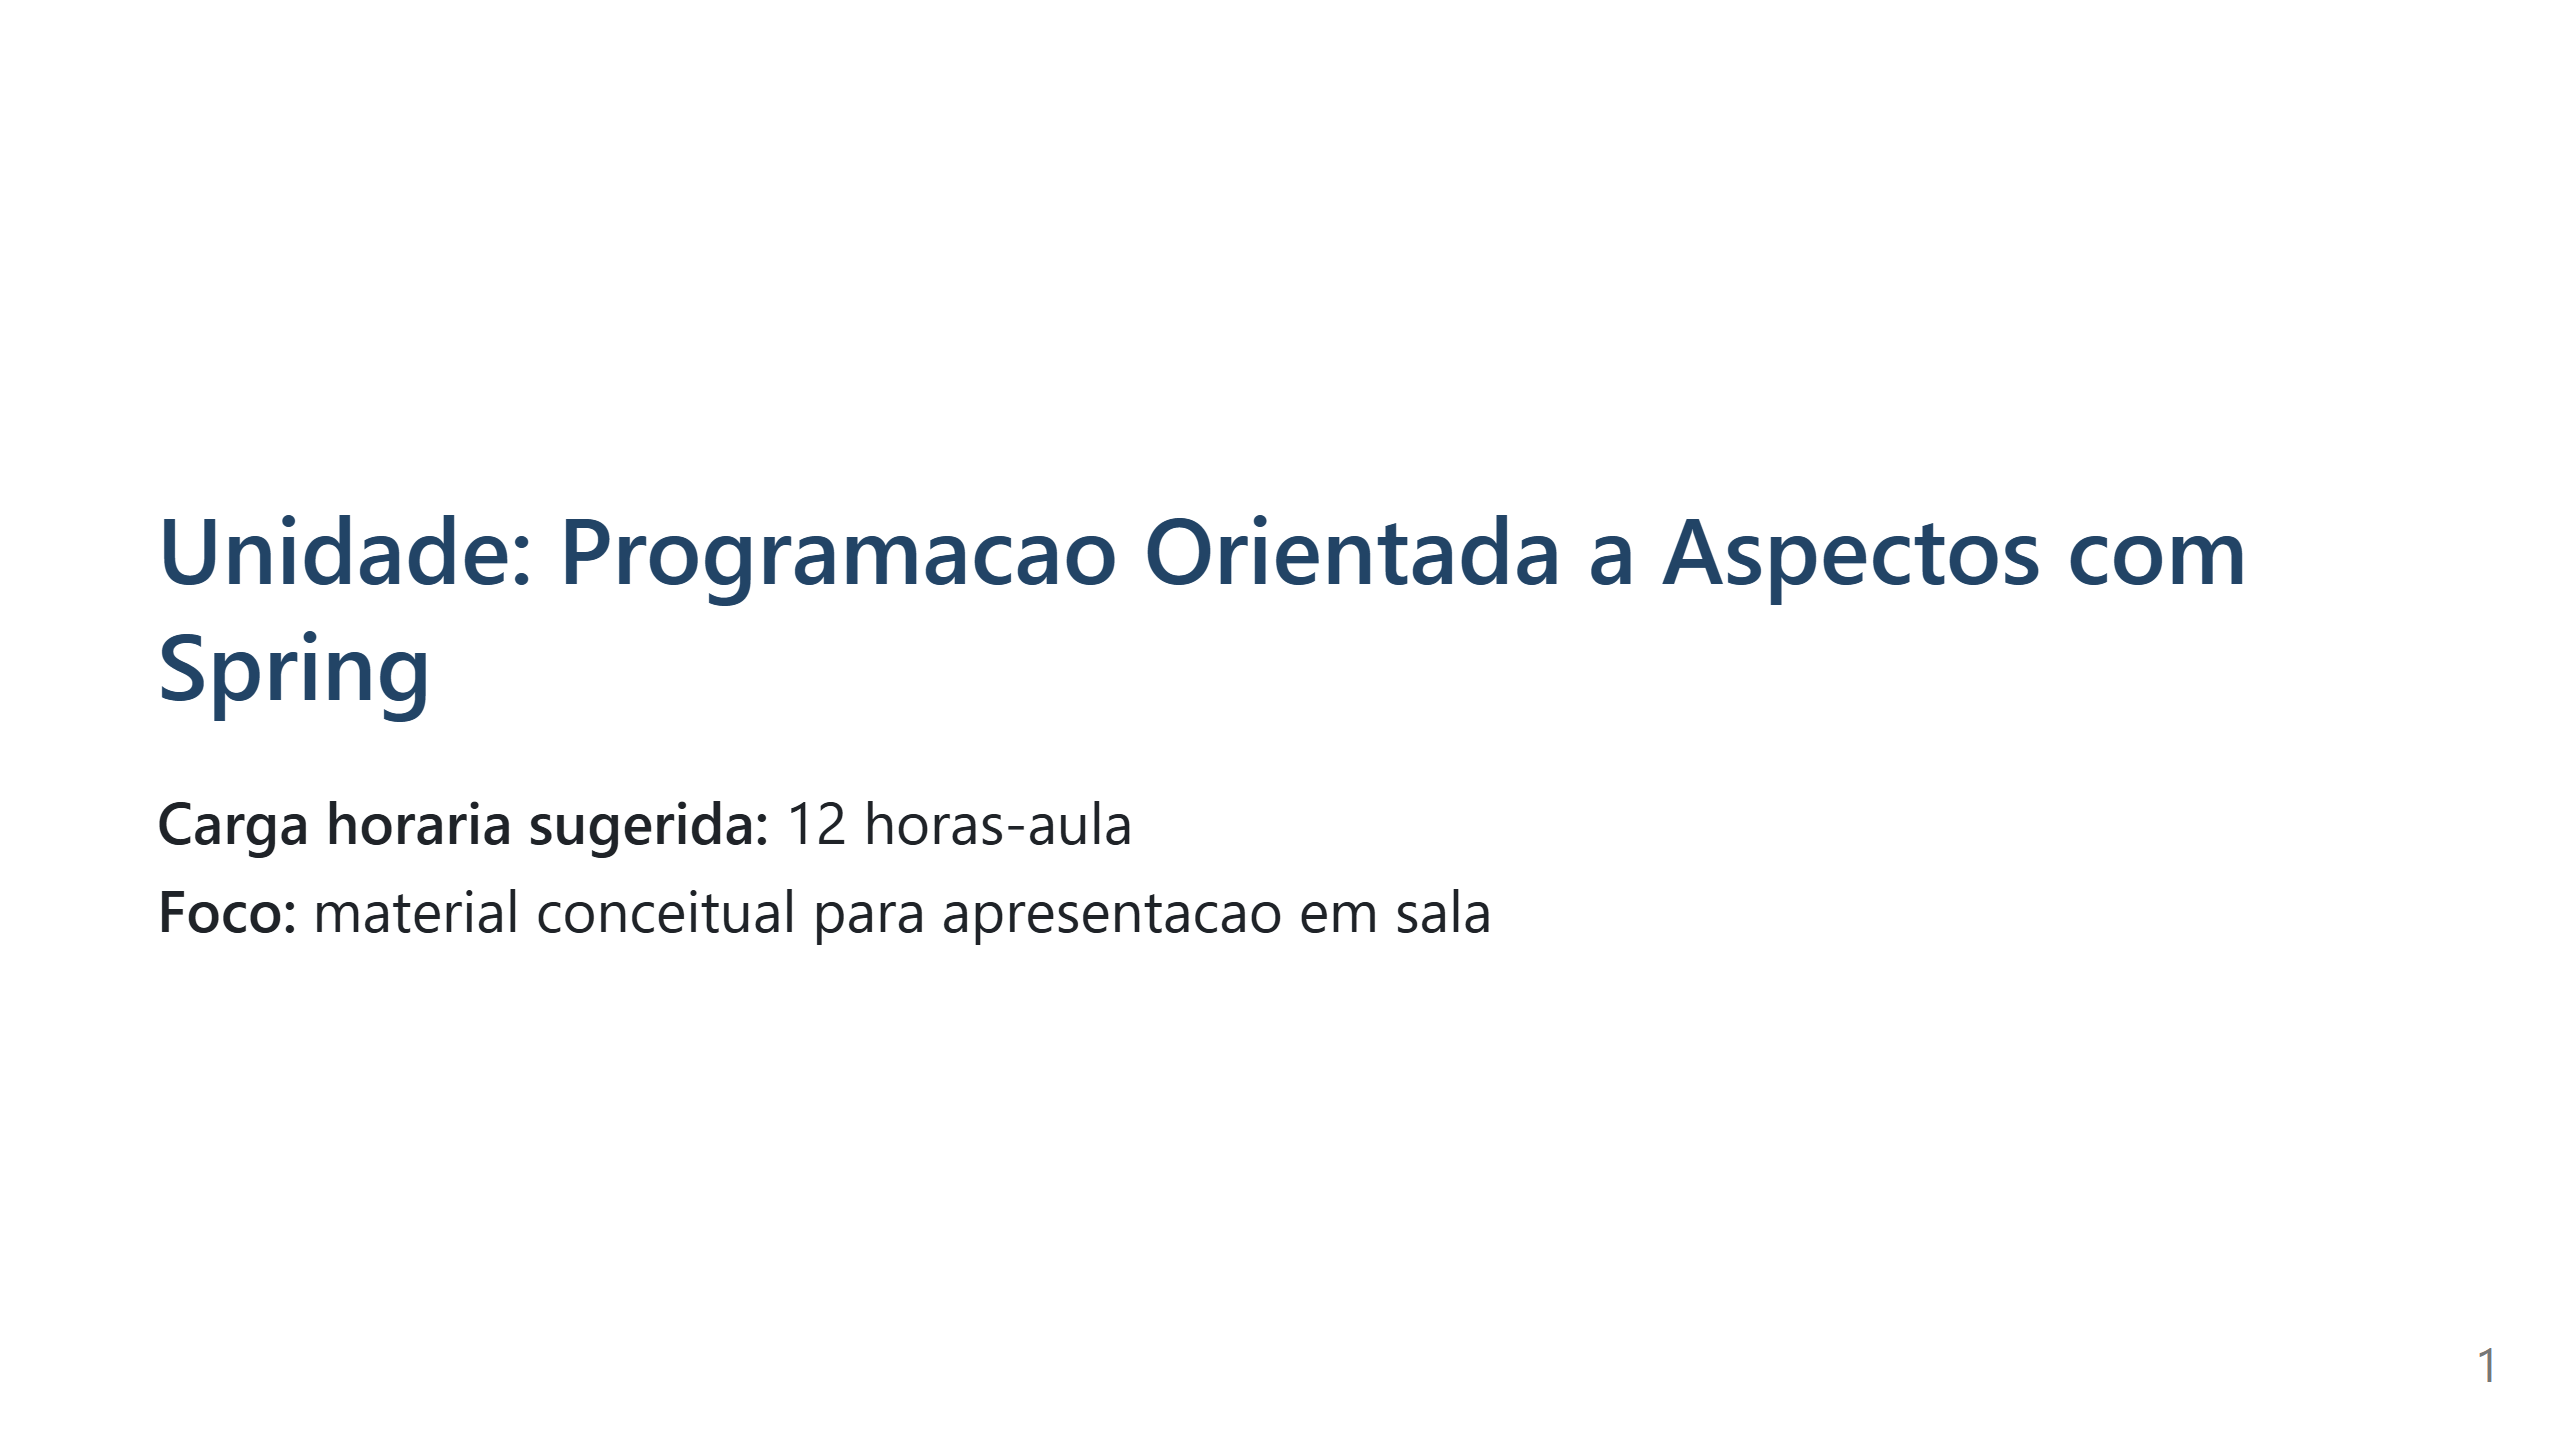 Unidade: Programacao Orientada a Aspectos com
Spring
Carga horaria sugerida: 12 horas-aula
Foco: material conceitual para apresentacao em sala
1